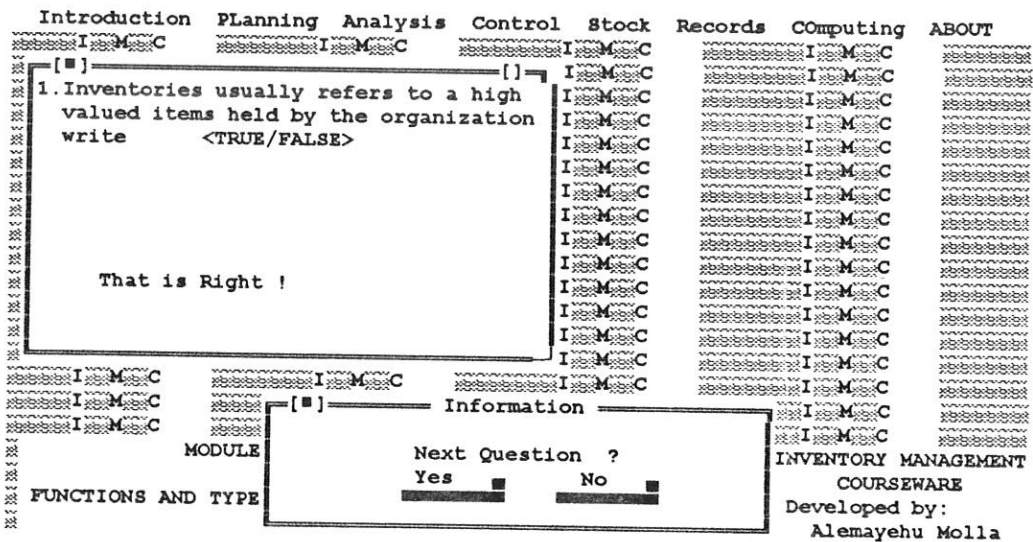 Introduction PLanning Analysis Control Stock Records COmputing ABOUT
I M C I M C I M C I M C
[■] [] I M C I M C
1.Inventories usually refers to a high I M C I M C
valued items held by the organization I M C I M C
write <TRUE/FALSE> I M C I M C
I M C I M C
I M C I M C
I M C I M C
I M C I M C
I M C I M C
That is Right ! I M C I M C
I M C I M C
I M C I M C
I M C I M C
I M C I M C I M C I M C
I M C [■] Information I M C
I M C I M C
MODULE Next Question ? INVENTORY MANAGEMENT
Yes No COURSEWARE
FUNCTIONS AND TYPE Developed by:
Alemayehu Molla